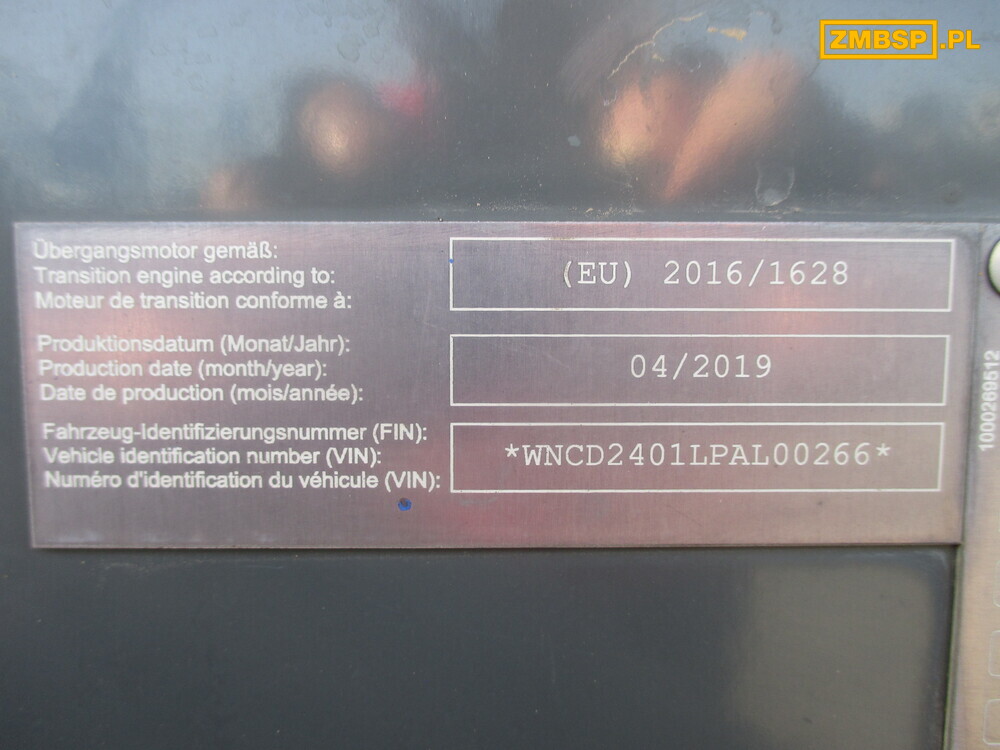 ZMBSP.PL
Übergangsmotor gemäß:
Transition engine according to:
Moteur de transition conforme à:
(EU) 2016/1628
Produktionsdatum (Monat/Jahr):
Production date (month/year):
Date de production (mois/année):
04/2019
Fahrzeug-Identifizierungsnummer (FIN):
Vehicle identification number (VIN):
Numéro d'identification du véhicule (VIN):
*WNCD2401LPAL00266*
1000269512